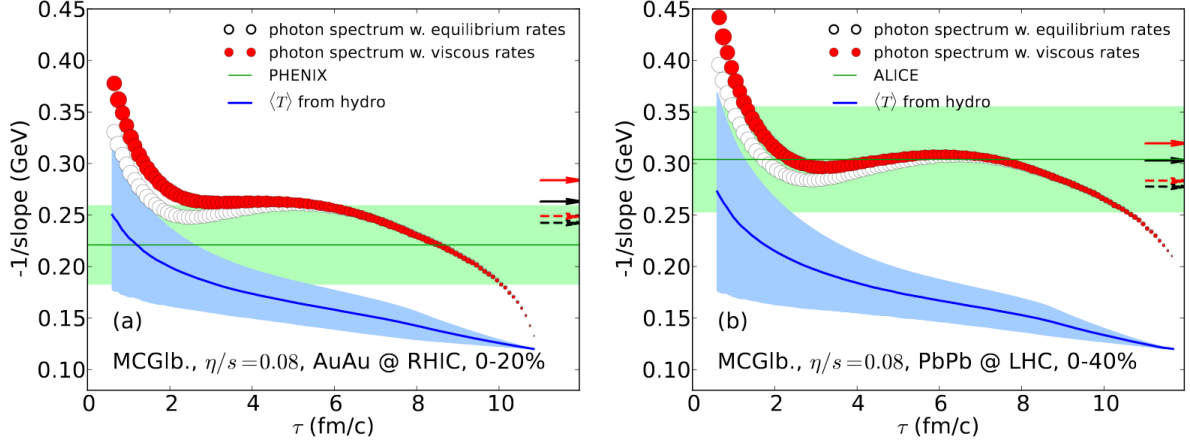 0.45
0.40
0.35
0.30
0.25
0.20
0.15
0.10
-1/slope (GeV)
photon spectrum w. equilibrium rates
photon spectrum w. viscous rates
PHENIX
⟨T⟩ from hydro
(a)
MCGlb., η/s=0.08, AuAu @ RHIC, 0-20%
0 2 4 6 8 10
τ (fm/c)
0.45
0.40
0.35
0.30
0.25
0.20
0.15
0.10
-1/slope (GeV)
photon spectrum w. equilibrium rates
photon spectrum w. viscous rates
ALICE
⟨T⟩ from hydro
(b)
MCGlb., η/s=0.08, PbPb @ LHC, 0-40%
0 2 4 6 8 10
τ (fm/c)